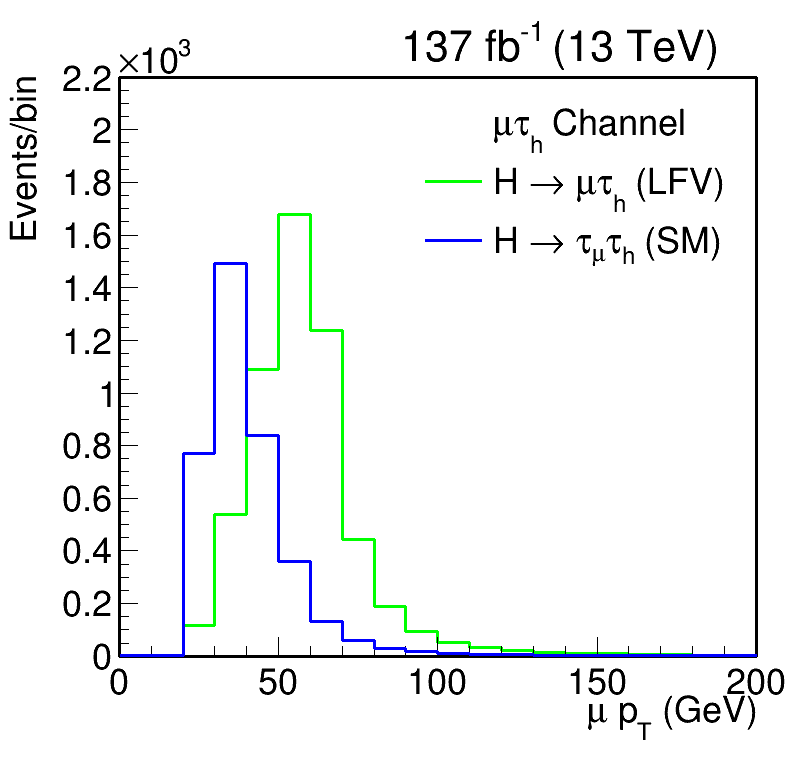 137 fb⁻¹ (13 TeV)
×10³
Events/bin
2.2
2
1.8
1.6
1.4
1.2
1
0.8
0.6
0.4
0.2
0
μτₕ Channel
H → μτₕ (LFV)
H → τ_μτₕ (SM)
0 50 100 150 200
μ p_T (GeV)